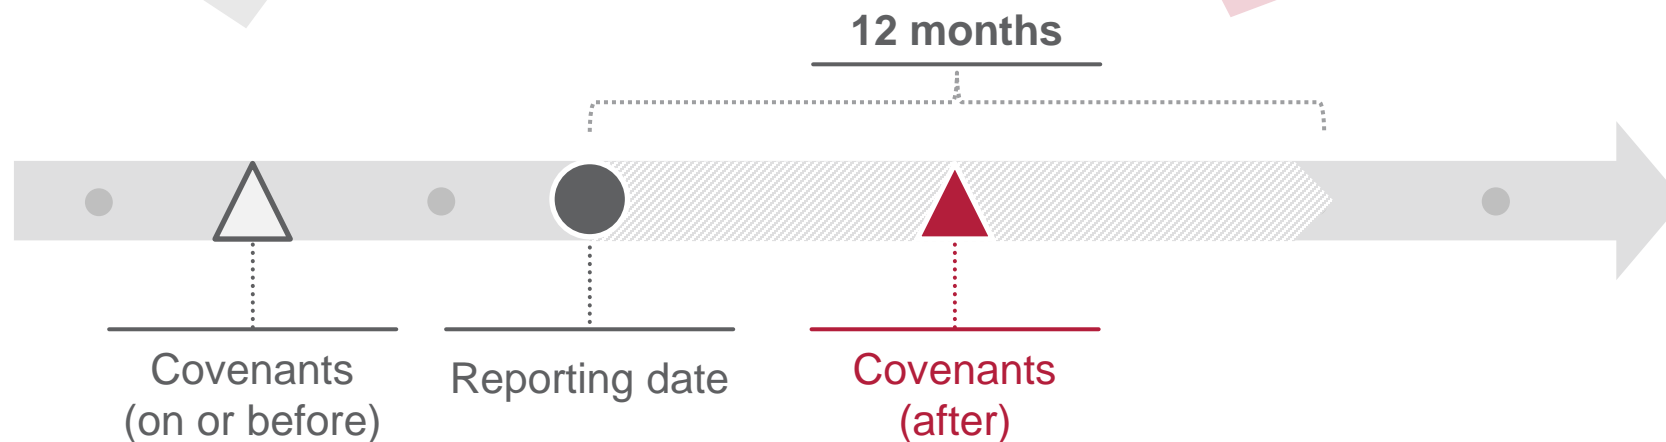 12 months
Covenants
(on or before)
Reporting date
Covenants
(after)